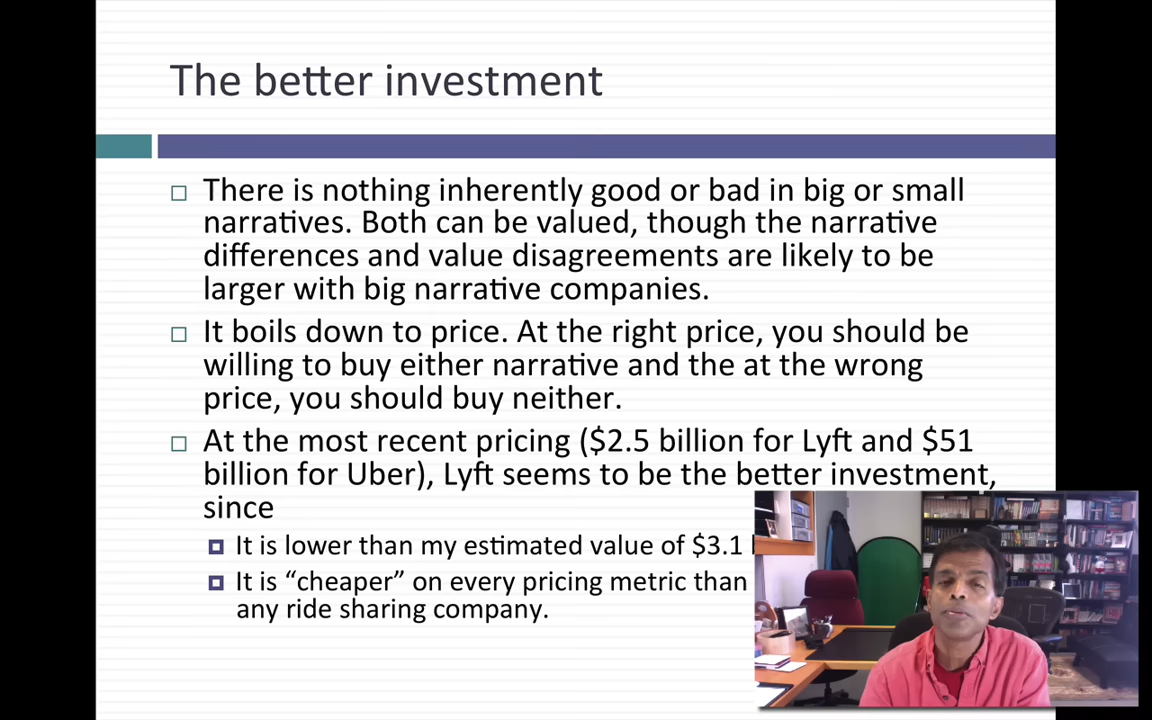 The better investment
There is nothing inherently good or bad in big or small
narratives. Both can be valued, though the narrative
differences and value disagreements are likely to be
larger with big narrative companies.
It boils down to price. At the right price, you should be
willing to buy either narrative and the at the wrong
price, you should buy neither.
At the most recent pricing ($2.5 billion for Lyft and $51
billion for Uber), Lyft seems to be the better investment,
since
It is lower than my estimated value of $3.1
It is “cheaper” on every pricing metric than
any ride sharing company.